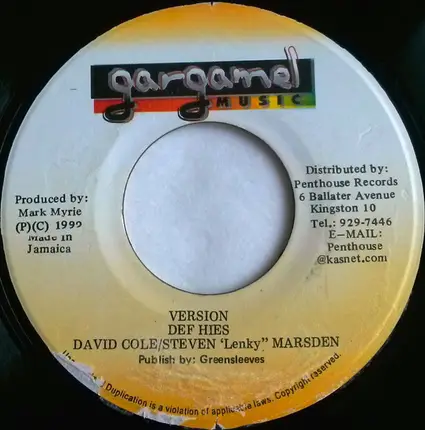 gargamel
MUSIC
Produced by:
Mark Myrie
(P)(C) 1999
Made in
Jamaica
Distributed by:
Penthouse Records
6 Ballater Avenue
Kingston 10
Tel,: 929-7446
E-MAIL:
Penthouse
@kasnet.com
VERSION
DEF HIES
DAVID COLE/STEVEN 'Lenky" MARSDEN
Publish by: Greensleeves
Duplication is a violation of applicable laws. Copyright reserved.